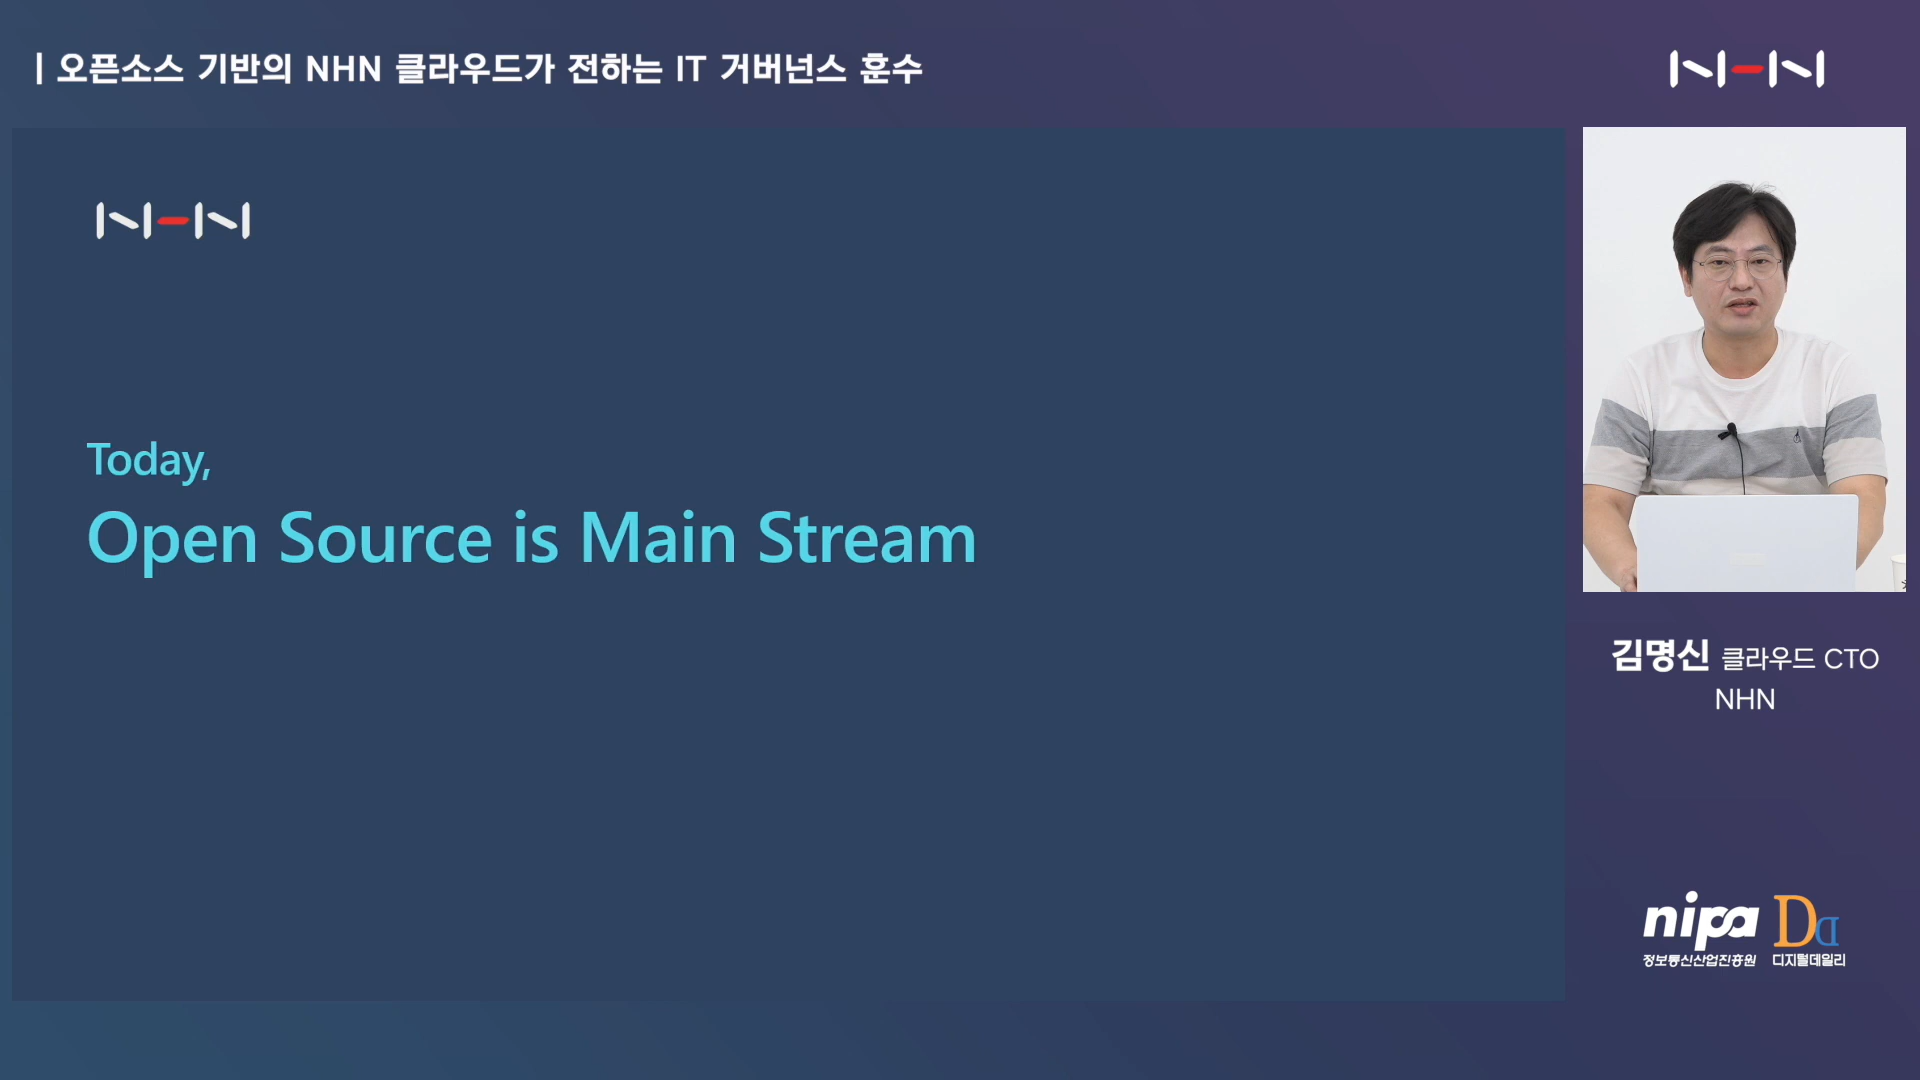 | 오픈소스 기반의 NHN 클라우드가 전하는 IT 거버넌스 훈수
NHN
NHN
Today,
Open Source is Main Stream
김명신 클라우드 CTO
NHN
nipa
정보통신산업진흥원
Dd
디지털데일리